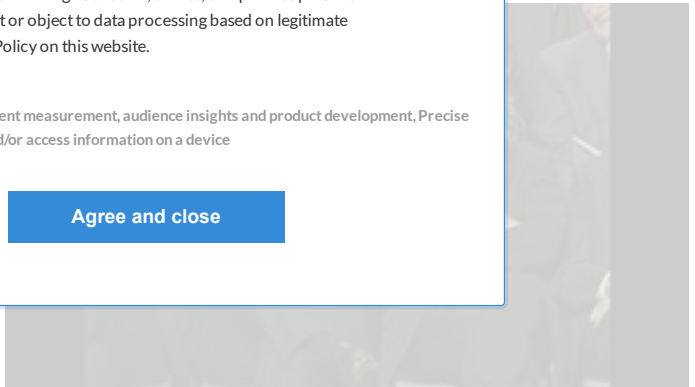 t or object to data processing based on legitimate
Policy on this website.
ent measurement, audience insights and product development, Precise
d/or access information on a device
Agree and close